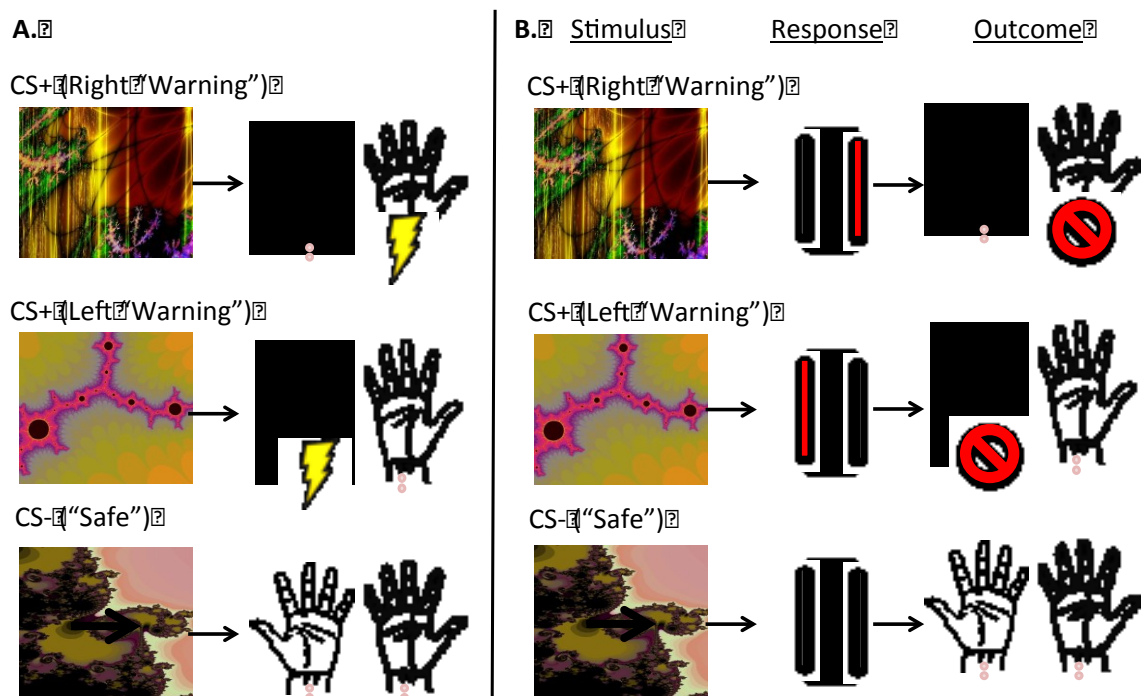 A.
CS+ (Right “Warning”)
CS+ (Left “Warning”)
CS- (“Safe”)
B. Stimulus Response Outcome
CS+ (Right “Warning”)
CS+ (Left “Warning”)
CS- (“Safe”)